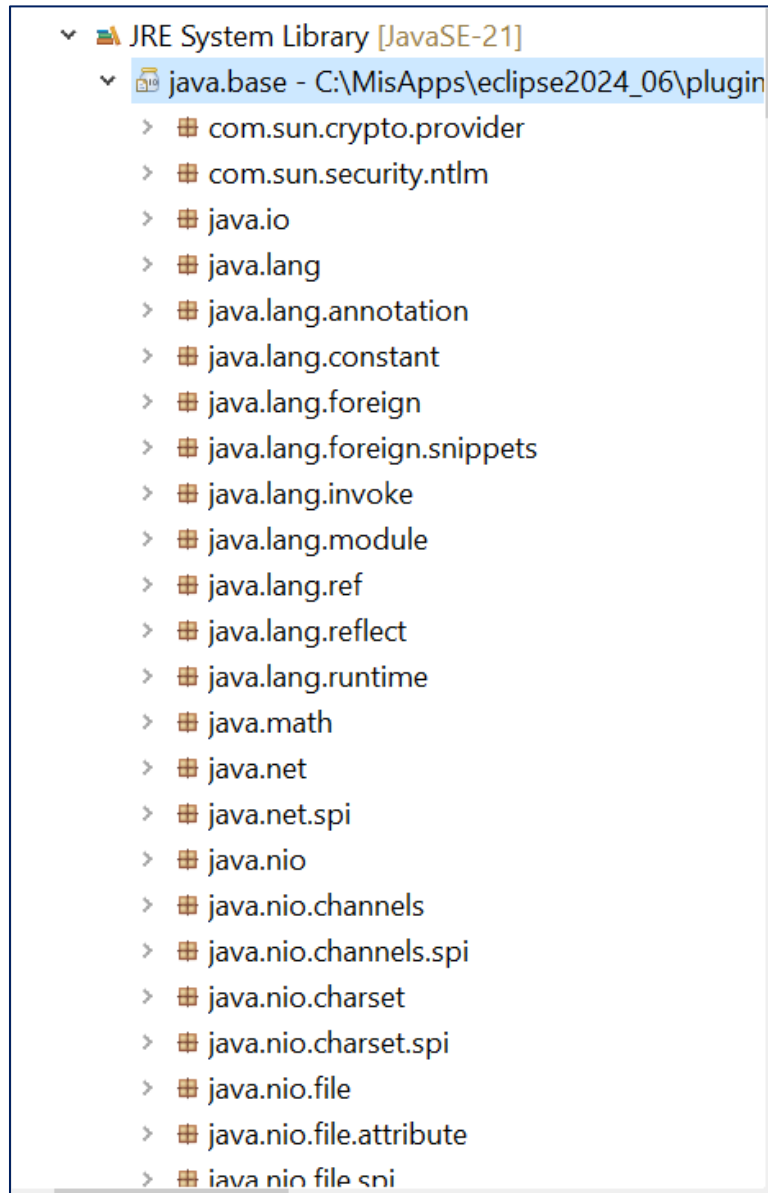 JRE System Library [JavaSE-21]
java.base - C:\MisApps\eclipse2024_06\plugin
com.sun.crypto.provider
com.sun.security.ntlm
java.io
java.lang
java.lang.annotation
java.lang.constant
java.lang.foreign
java.lang.foreign.snippets
java.lang.invoke
java.lang.module
java.lang.ref
java.lang.reflect
java.lang.runtime
java.math
java.net
java.net.spi
java.nio
java.nio.channels
java.nio.channels.spi
java.nio.charset
java.nio.charset.spi
java.nio.file
java.nio.file.attribute
java.nio.file.spi